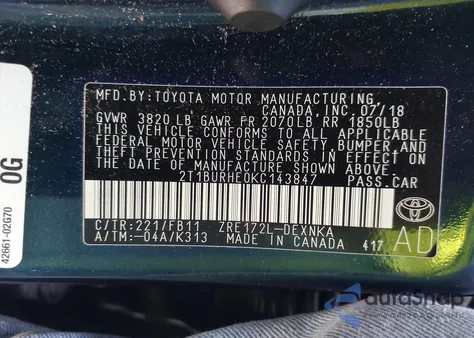 MFD.BY:TOYOTA MOTOR MANUFACTURING,
CANADA, INC. 07/18
GVWR 3820 LB GAWR FR 2070LB RR 1850LB
THIS VEHICLE CONFORMS TO ALL APPLICABLE
FEDERAL MOTOR VEHICLE SAFETY, BUMPER, AND
THEFT PREVENTION STANDARDS IN EFFECT ON
THE DATE OF MANUFACTURE SHOWN ABOVE.
2T1BURHE0KC143847 PASS.CAR
C/TR:221/FB11 ZRE172L-DEXNKA
A/TM:-04A/K313 MADE IN CANADA 417
AD
TOYOTA
0G
42661-02G70
autoSnap